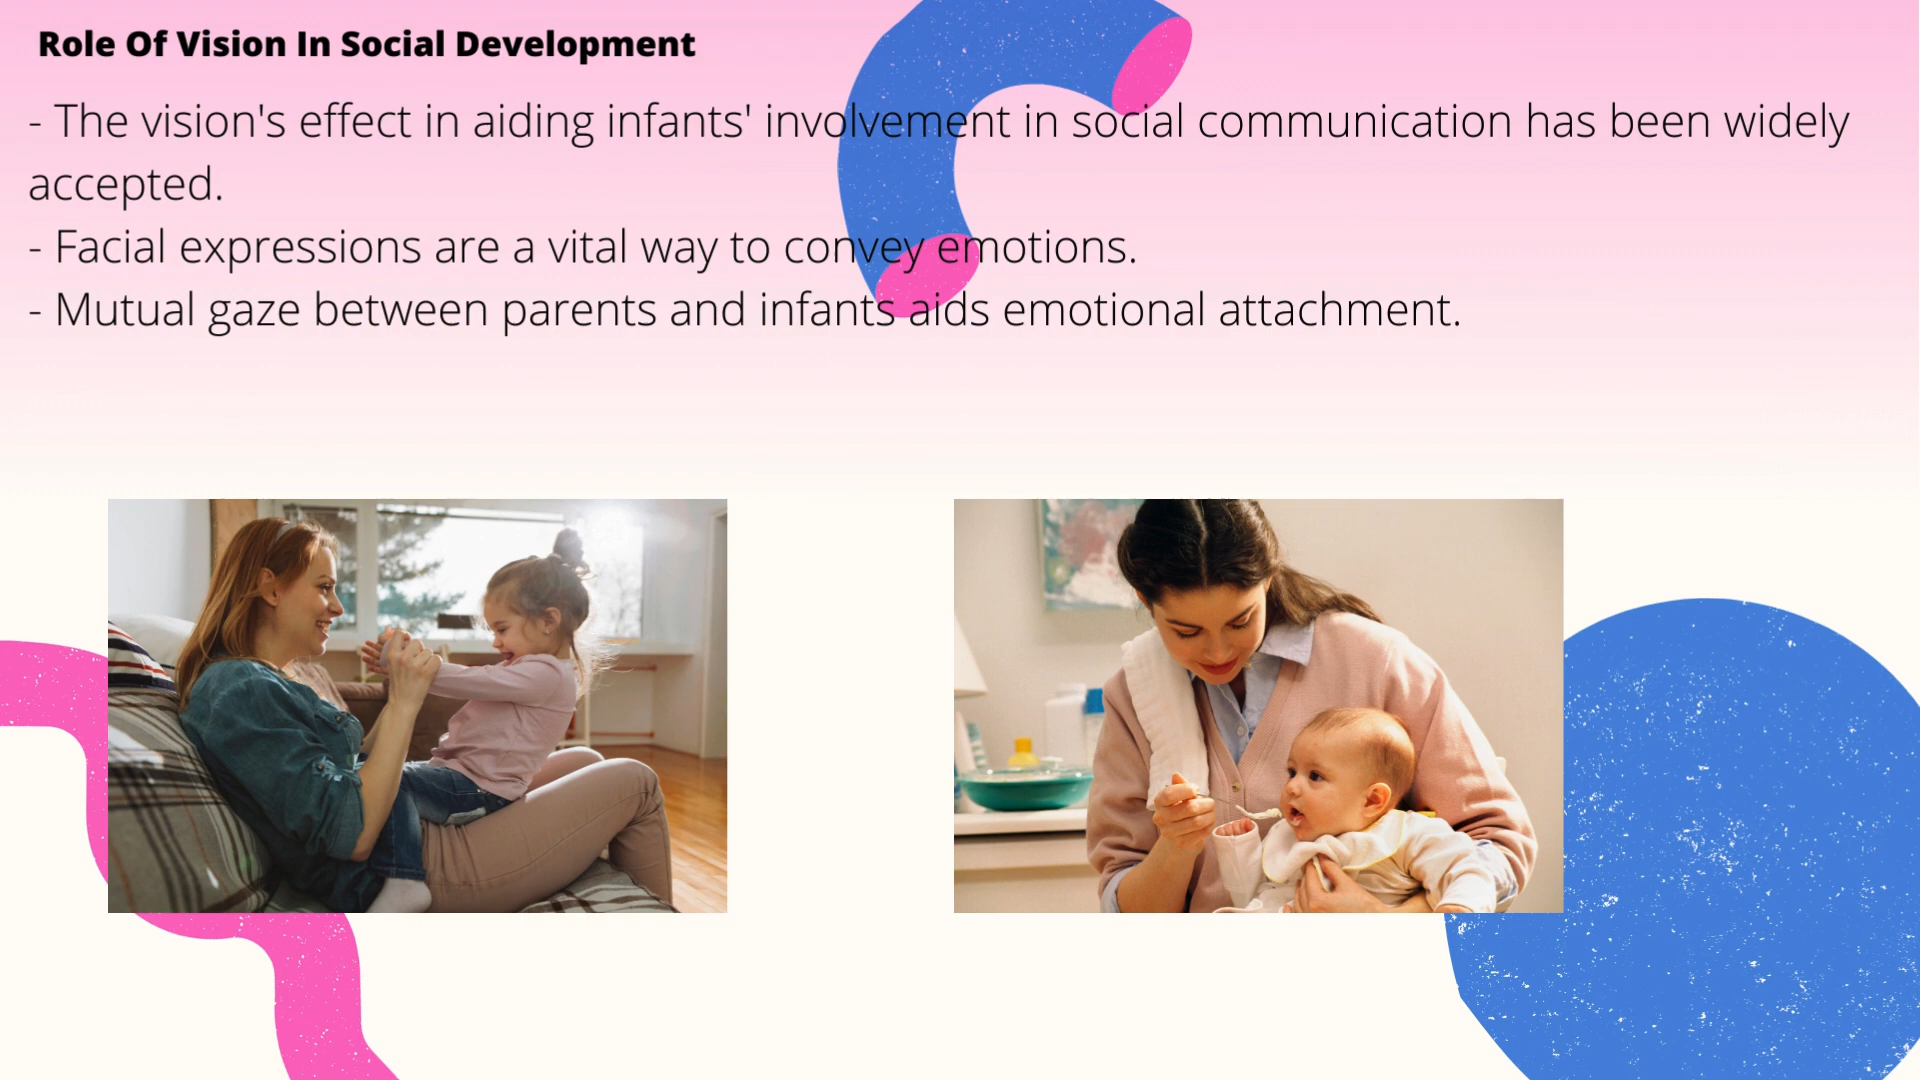 Role Of Vision In Social Development
- The vision's effect in aiding infants' involvement in social communication has been widely
accepted.
- Facial expressions are a vital way to convey emotions.
- Mutual gaze between parents and infants aids emotional attachment.